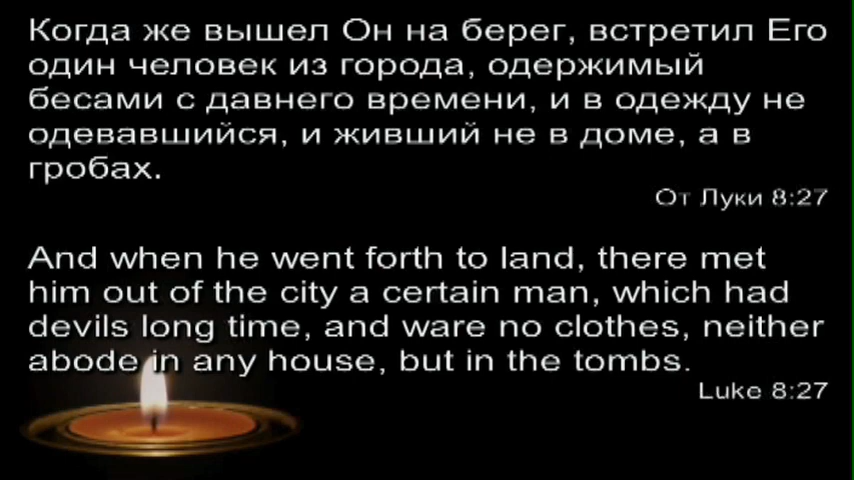 Когда же вышел Он на берег, встретил Его
один человек из города, одержимый
бесами с давнего времени, и в одежду не
одевавшийся, и живший не в доме, а в
гробах.
От Луки 8:27
And when he went forth to land, there met
him out of the city a certain man, which had
devils long time, and ware no clothes, neither
abode in any house, but in the tombs.
Luke 8:27